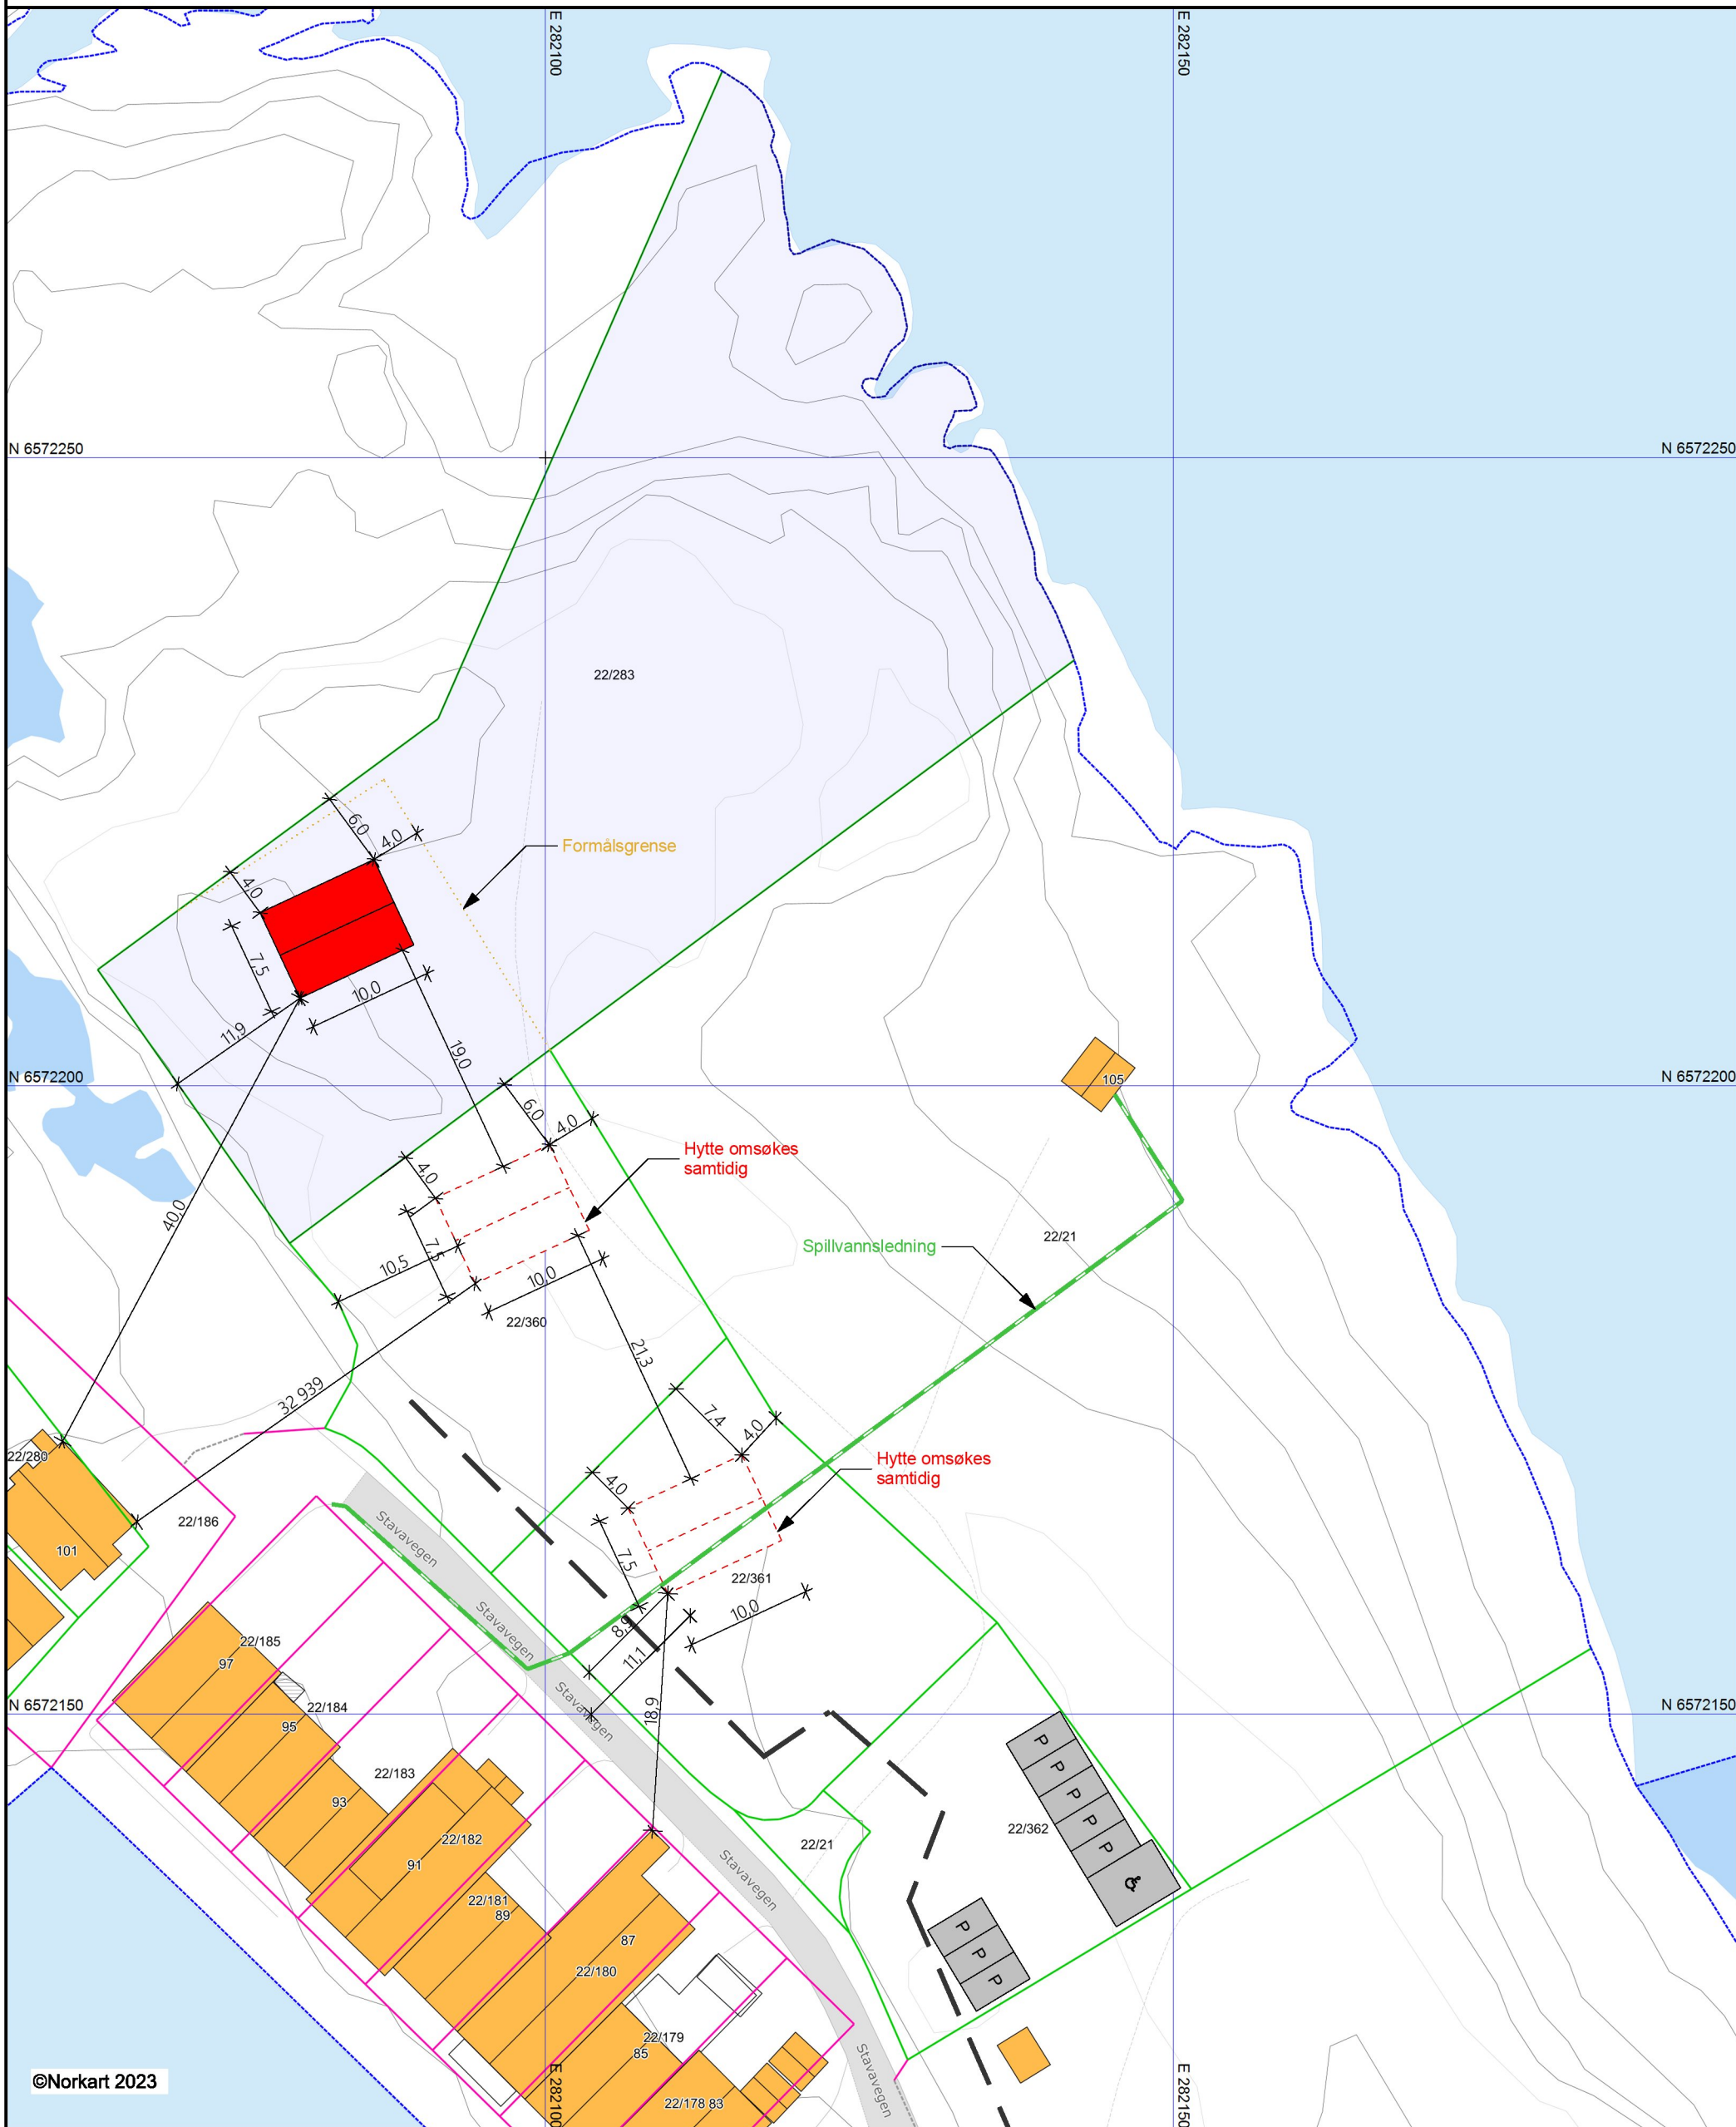 E 282100
E 282150
N 6572250
N 6572250
22/283
6,0
4,0
Formålsgrense
4,0
7,5
10,0
11,9
19,0
N 6572200
N 6572200
105
6,0
4,0
Hytte omsøkes
samtidig
4,0
40,0
7,5
10,5
10,0
Spillvannsledning
22/21
22/360
21,3
32 939
7,4
4,0
22/280
Hytte omsøkes
samtidig
4,0
22/186
Stavavegen
101
7,5
22/361
10,0
Stavavegen
8,9
11,1
22/185
97
22/184
95
Stavavegen
18,9
N 6572150
N 6572150
P
P
P
P
P
22/183
93
22/182
91
22/362
22/21
Stavavegen
22/181
89
87
22/180
P
P
P
22/179
85
Stavavegen
©Norkart 2023
E 282100
E 282150
22/178 83